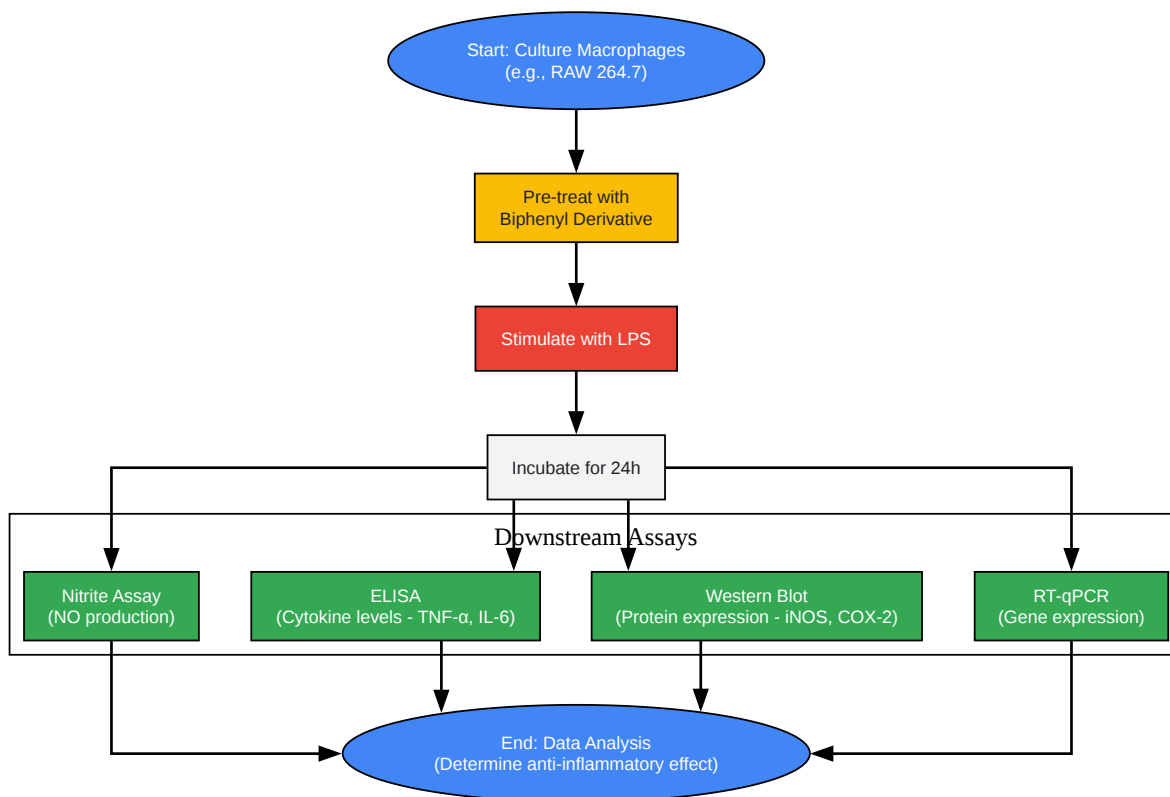 Start: Culture Macrophages
(e.g., RAW 264.7)
Pre-treat with
Biphenyl Derivative
Stimulate with LPS
Incubate for 24h
Downstream Assays
Nitrite Assay
(NO production)
ELISA
(Cytokine levels - TNF-α, IL-6)
Western Blot
(Protein expression - iNOS, COX-2)
RT-qPCR
(Gene expression)
End: Data Analysis
(Determine anti-inflammatory effect)